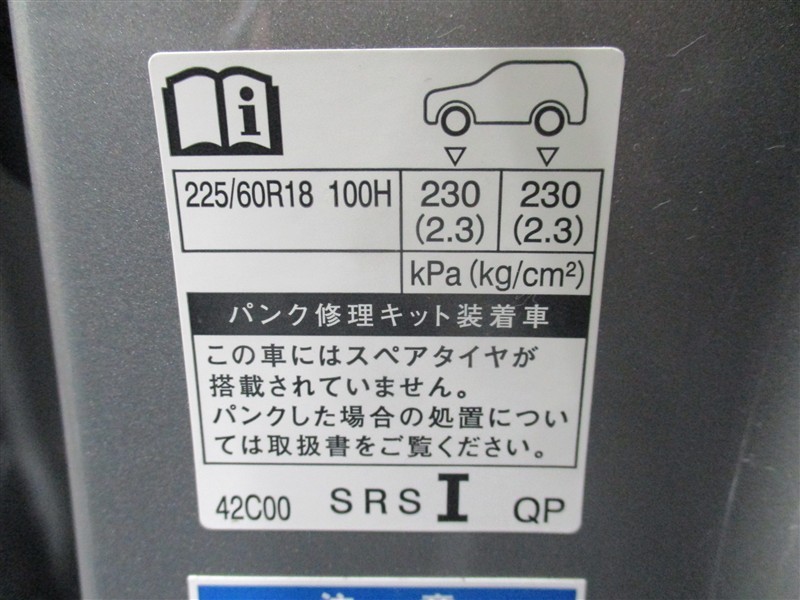 225/60R18 100H 230 230
(2.3) (2.3)
kPa (kg/cm²)
パンク修理キット装着車
この車にはスペアタイヤが
搭載されていません。
パンクした場合の処置につい
ては取扱書をご覧ください。
42C00 SRS I QP
注意